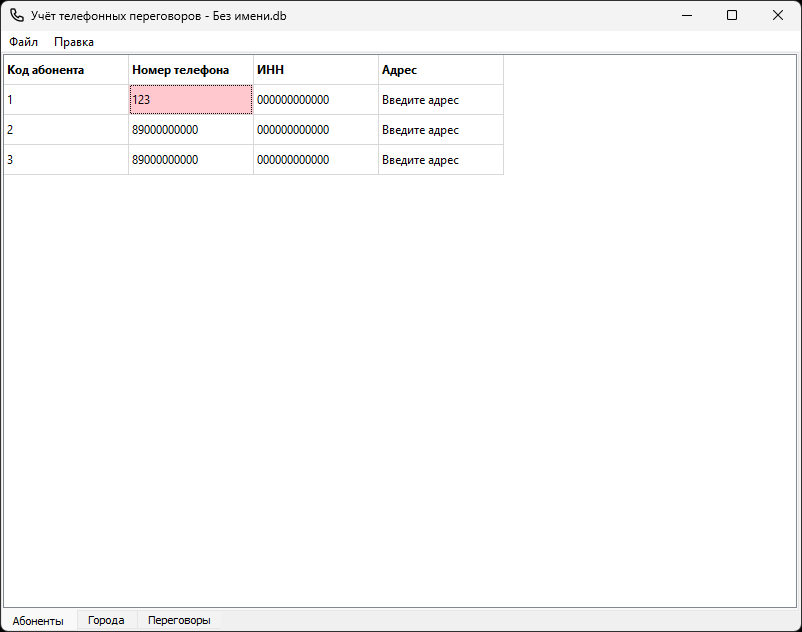 Учёт телефонных переговоров - Без имени.db
Файл Правка
Код абонента Номер телефона ИНН Адрес
1 123 000000000000 Введите адрес
2 89000000000 000000000000 Введите адрес
3 89000000000 000000000000 Введите адрес
Абоненты Города Переговоры